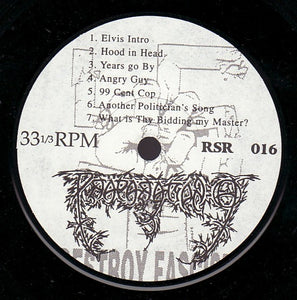 1. Elvis Intro
2. Hood in Head
3. Years go By
4. Angry Guy
5. 99 Cent Cop
6. Another Politician's Song
7. What is Thy Bidding my Master?
33 1/3 RPM
RSR 016
DESTROY